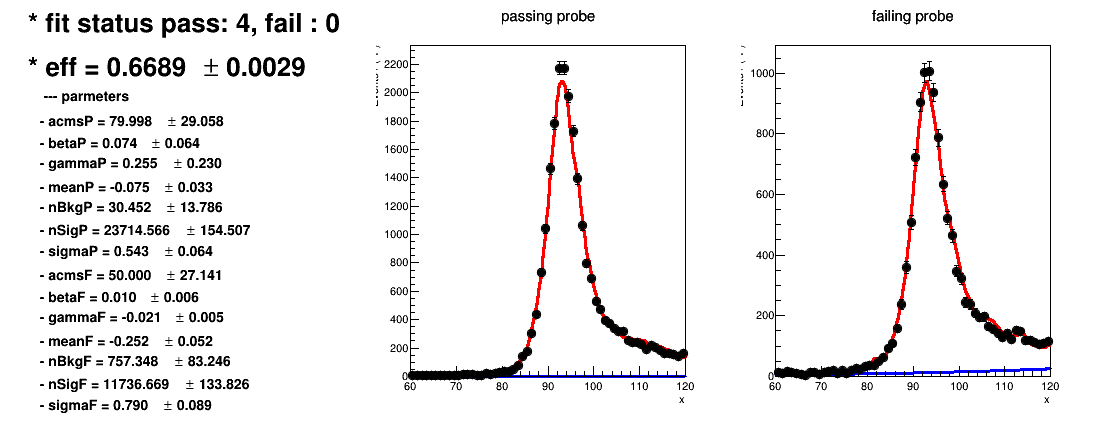 * fit status pass: 4, fail : 0
* eff = 0.6689 ± 0.0029
--- parmeters
- acmsP = 79.998 ± 29.058
- betaP = 0.074 ± 0.064
- gammaP = 0.255 ± 0.230
- meanP = -0.075 ± 0.033
- nBkgP = 30.452 ± 13.786
- nSigP = 23714.566 ± 154.507
- sigmaP = 0.543 ± 0.064
- acmsF = 50.000 ± 27.141
- betaF = 0.010 ± 0.006
- gammaF = -0.021 ± 0.005
- meanF = -0.252 ± 0.052
- nBkgF = 757.348 ± 83.246
- nSigF = 11736.669 ± 133.826
- sigmaF = 0.790 ± 0.089
passing probe
2200
2000
1800
1600
1400
1200
1000
800
600
400
200
0
60 70 80 90 100 110 120
x
failing probe
1000
800
600
400
200
0
60 70 80 90 100 110 120
x